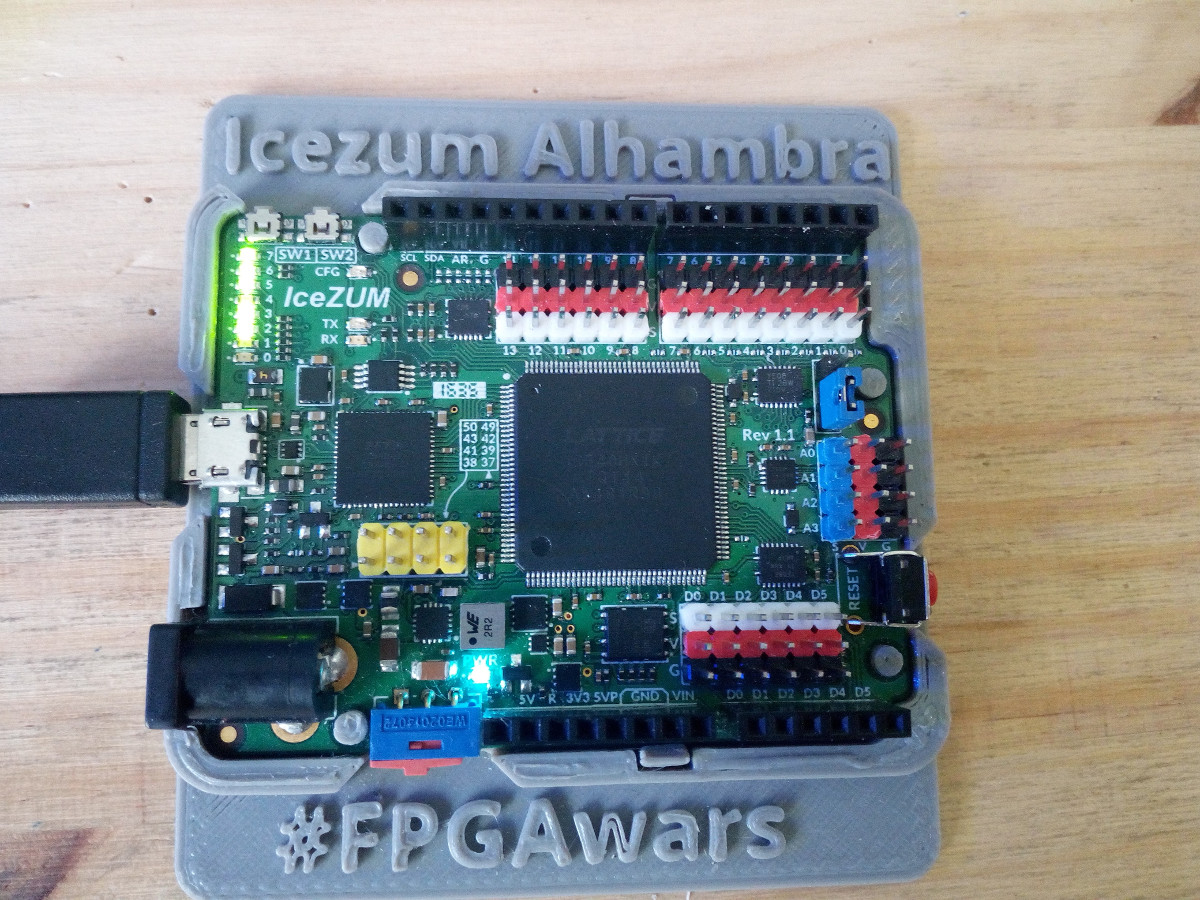 Icezum Alhambra
SW1 SW2
7
6
5
4
3
2
1
0
CFG
SCL SDA AR. G
IceZUM
TX
RX
13 12 11 10 9 8
7 6 5 4 3 2 1 0
50 49
43 42
41 39
38 37
LATTICE
Rev 1.1
A0
A1
A2
A3
RESET
D0 D1 D2 D3 D4 D5
S
V
G
WE
2R2
PWR
5V -R 3V3 5VP GND VIN
D0 D1 D2 D3 D4 D5
#FPGAwars